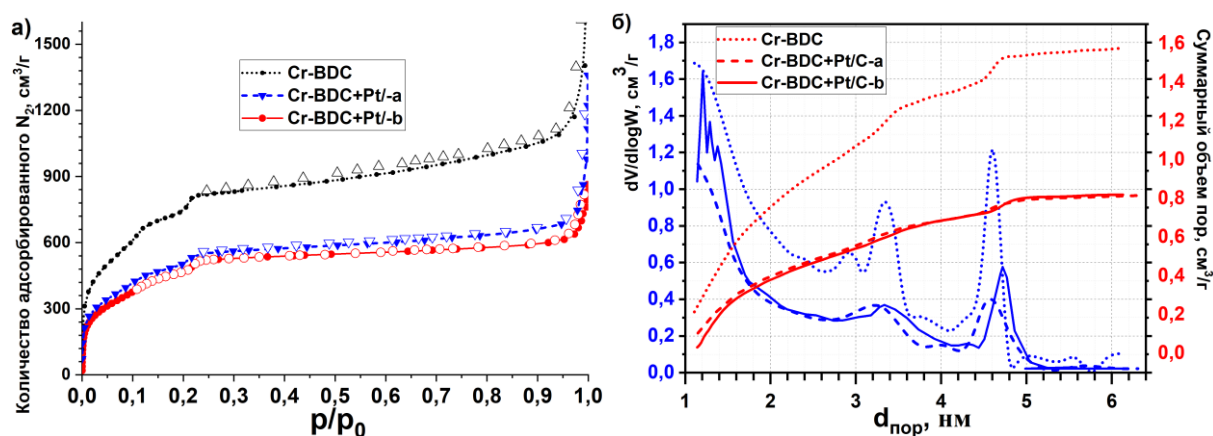 а)
Количество адсорбированного N2, см³/г
1500
1200
900
600
300
0
Cr-BDC
Cr-BDC+Pt/-a
Cr-BDC+Pt/-b
0,0 0,1 0,2 0,3 0,4 0,5 0,6 0,7 0,8 0,9 1,0
p/p0
б)
dV/dlogW, см³/г
1,8
1,6
1,4
1,2
1,0
0,8
0,6
0,4
0,2
0,0
Cr-BDC
Cr-BDC+Pt/C-a
Cr-BDC+Pt/C-b
1 2 3 4 5 6
dпор, нм
1,6
1,4
1,2
1,0
0,8
0,6
0,4
0,2
0,0
Суммарный объем пор, см³/г